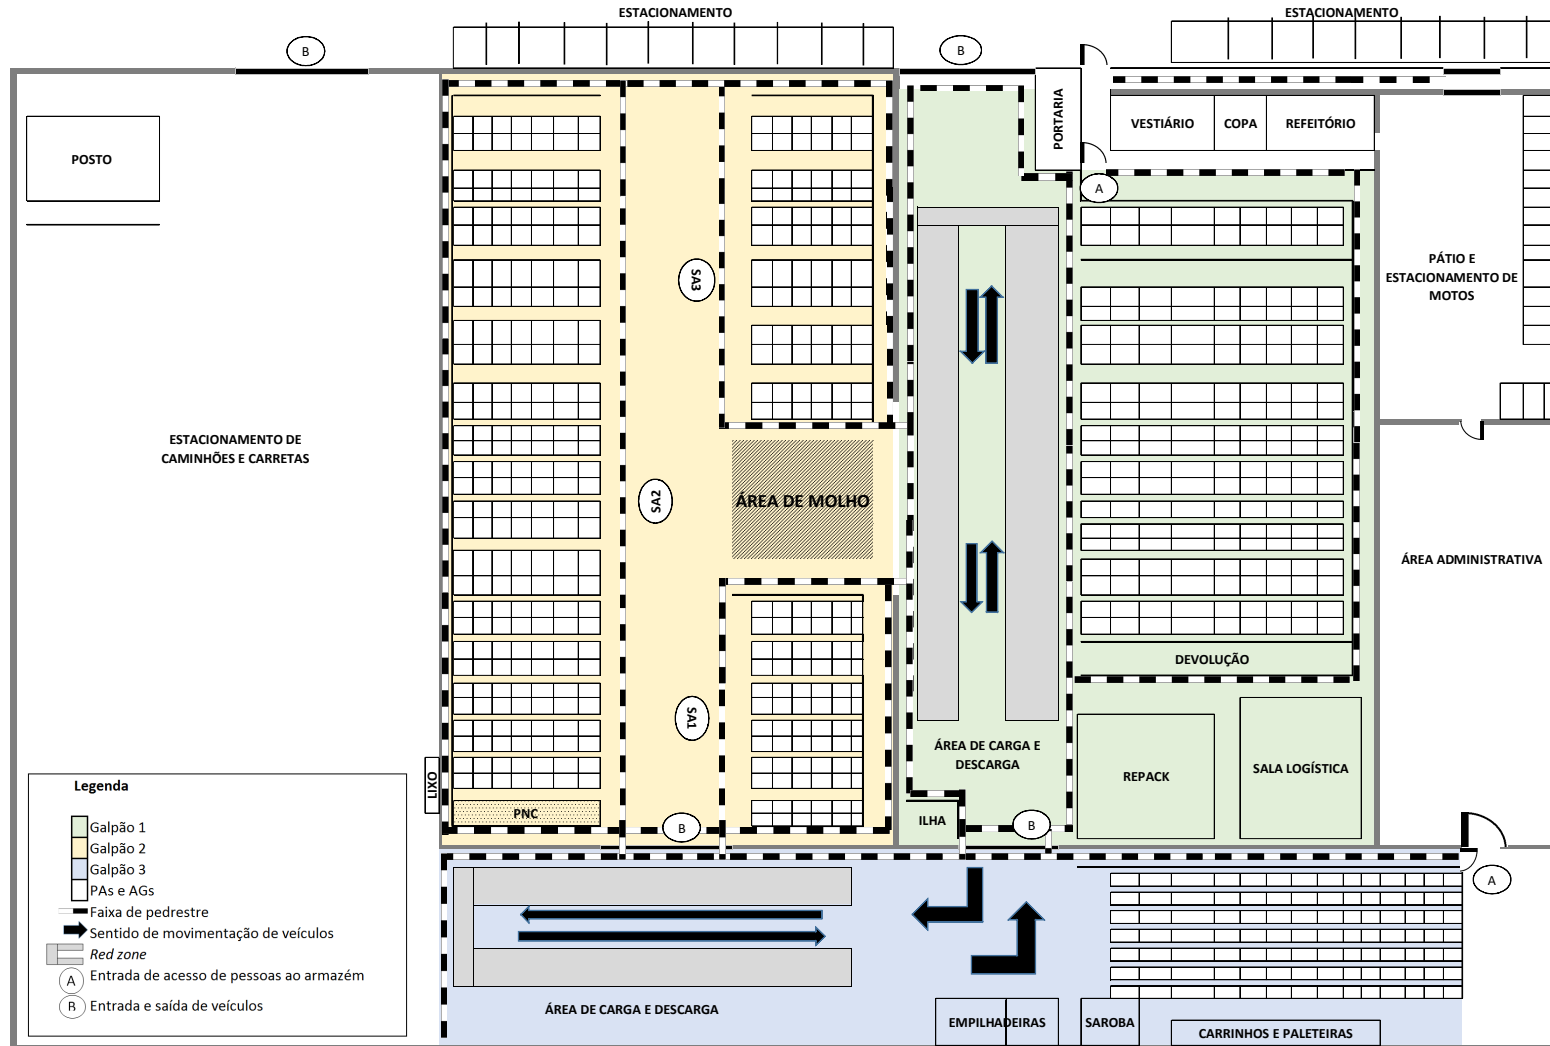 ESTACIONAMENTO
ESTACIONAMENTO
B
B
PORTARIA
VESTIÁRIO
COPA
REFEITÓRIO
POSTO
A
SA3
PÁTIO E
ESTACIONAMENTO DE
MOTOS
ESTACIONAMENTO DE
CAMINHÕES E CARRETAS
SA2
ÁREA DE MOLHO
ÁREA ADMINISTRATIVA
DEVOLUÇÃO
SA1
ÁREA DE CARGA E
DESCARGA
REPACK
SALA LOGÍSTICA
LIXO
PNC
B
ILHA
B
A
Legenda
Galpão 1
Galpão 2
Galpão 3
PAs e AGs
Faixa de pedrestre
Sentido de movimentação de veículos
Red zone
A Entrada de acesso de pessoas ao armazém
B Entrada e saída de veículos
ÁREA DE CARGA E DESCARGA
EMPILHADEIRAS
SAROBA
CARRINHOS E PALETEIRAS